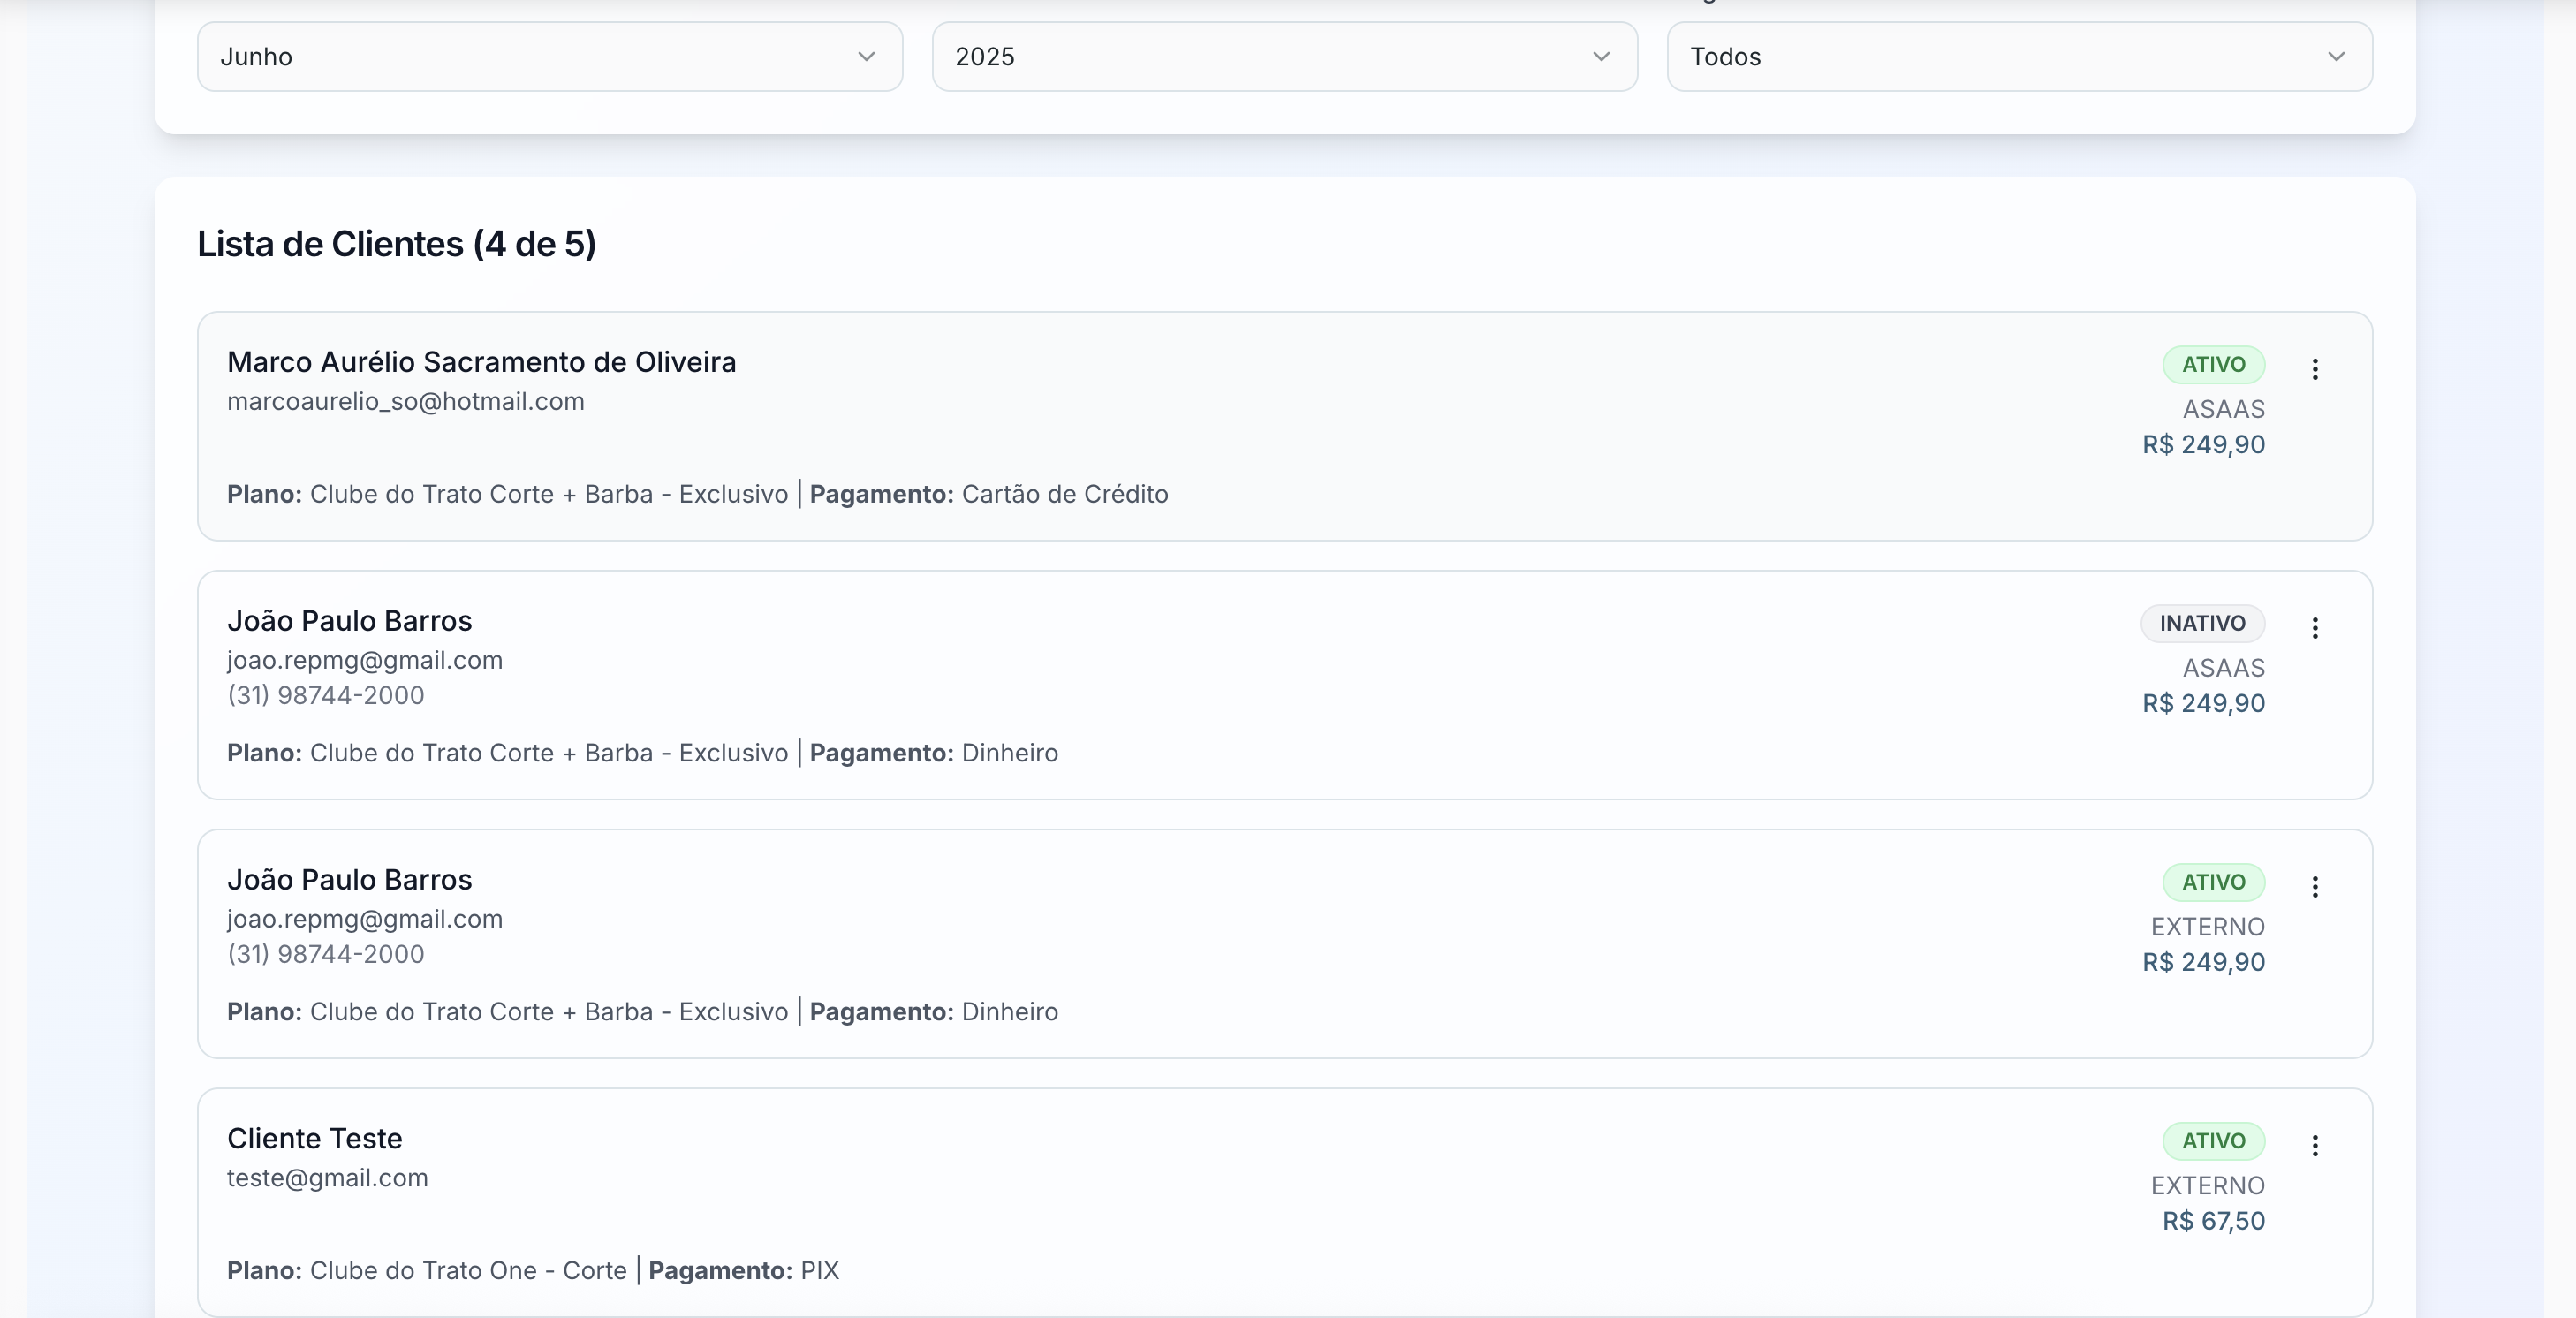 Junho
2025
Todos
Lista de Clientes (4 de 5)
Marco Aurélio Sacramento de Oliveira
ATIVO
marcoaurelio_so@hotmail.com
ASAAS
R$ 249,90
Plano: Clube do Trato Corte + Barba - Exclusivo | Pagamento: Cartão de Crédito
João Paulo Barros
INATIVO
joao.repmg@gmail.com
ASAAS
(31) 98744-2000
R$ 249,90
Plano: Clube do Trato Corte + Barba - Exclusivo | Pagamento: Dinheiro
João Paulo Barros
ATIVO
joao.repmg@gmail.com
EXTERNO
(31) 98744-2000
R$ 249,90
Plano: Clube do Trato Corte + Barba - Exclusivo | Pagamento: Dinheiro
Cliente Teste
ATIVO
teste@gmail.com
EXTERNO
R$ 67,50
Plano: Clube do Trato One - Corte | Pagamento: PIX